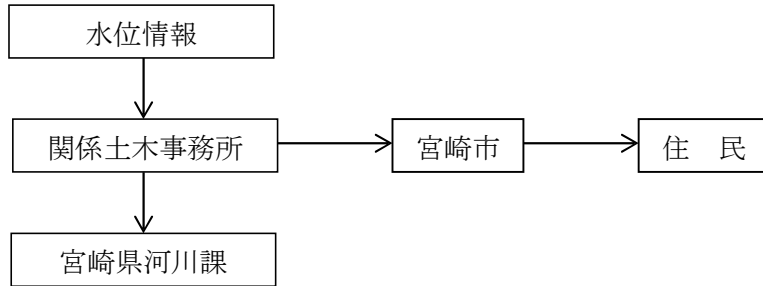 水位情報
関係土木事務所
宮崎市
住　民
宮崎県河川課